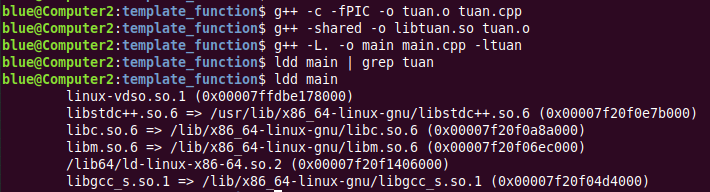 blue@Computer2:template_function$ g++ -c -fPIC -o tuan.o tuan.cpp
blue@Computer2:template_function$ g++ -shared -o libtuan.so tuan.o
blue@Computer2:template_function$ g++ -L. -o main main.cpp -ltuan
blue@Computer2:template_function$ ldd main | grep tuan
blue@Computer2:template_function$ ldd main
linux-vdso.so.1 (0x00007ffdbe178000)
libstdc++.so.6 => /usr/lib/x86_64-linux-gnu/libstdc++.so.6 (0x00007f20f0e7b000)
libc.so.6 => /lib/x86_64-linux-gnu/libc.so.6 (0x00007f20f0a8a000)
libm.so.6 => /lib/x86_64-linux-gnu/libm.so.6 (0x00007f20f06ec000)
/lib64/ld-linux-x86-64.so.2 (0x00007f20f1406000)
libgcc_s.so.1 => /lib/x86_64-linux-gnu/libgcc_s.so.1 (0x00007f20f04d4000)